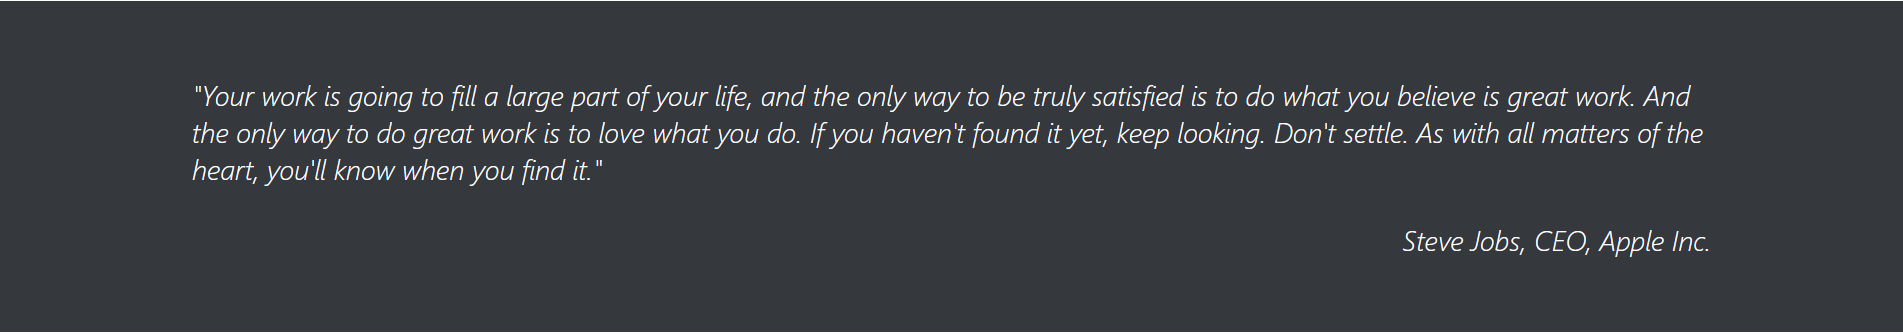 "Your work is going to fill a large part of your life, and the only way to be truly satisfied is to do what you believe is great work. And
the only way to do great work is to love what you do. If you haven't found it yet, keep looking. Don't settle. As with all matters of the
heart, you'll know when you find it."
Steve Jobs, CEO, Apple Inc.